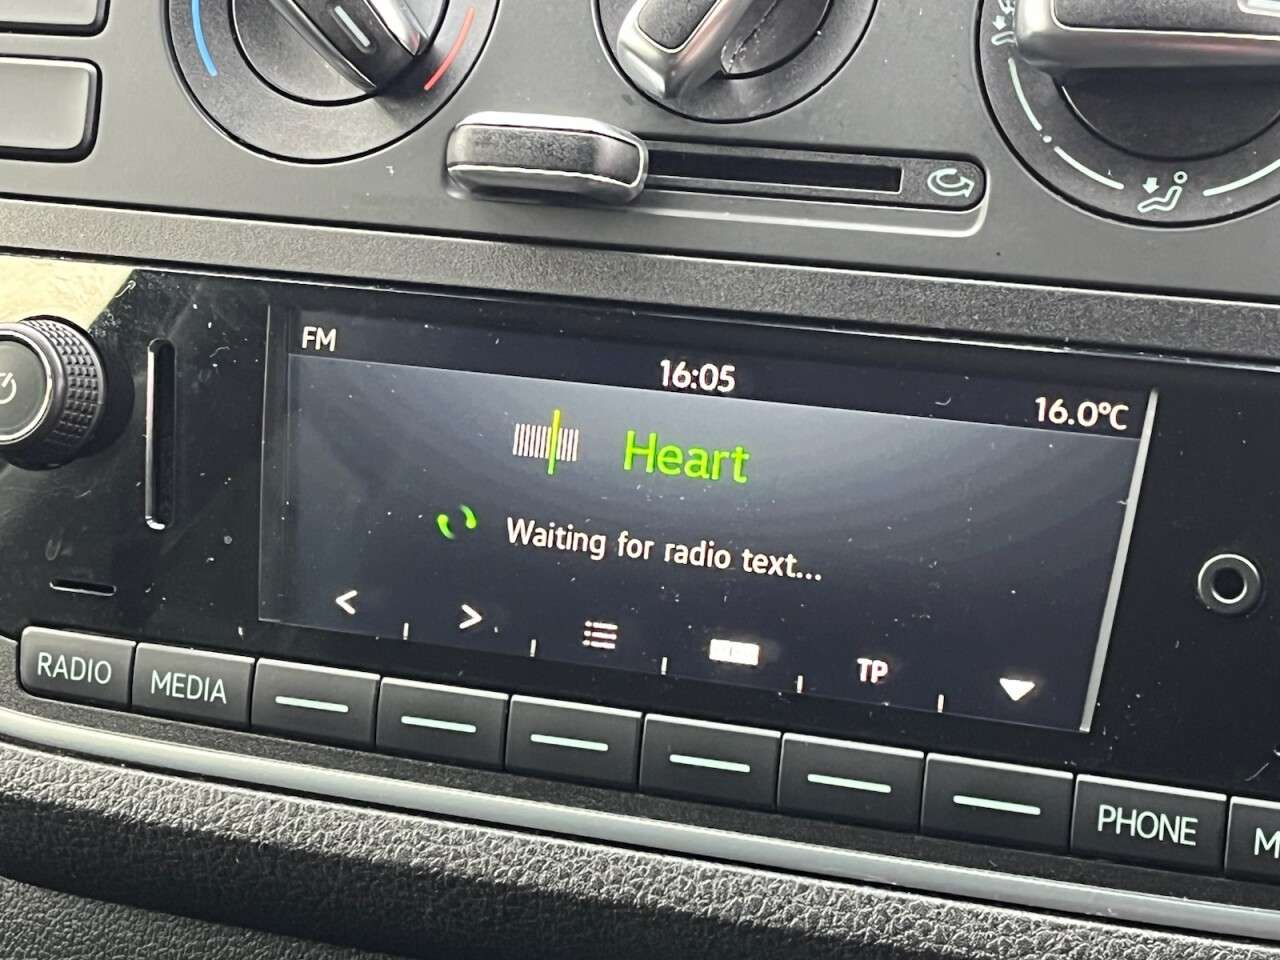 FM
16:05
16.0°C
Heart
Waiting for radio text...
< >
TP
RADIO
MEDIA
PHONE
M